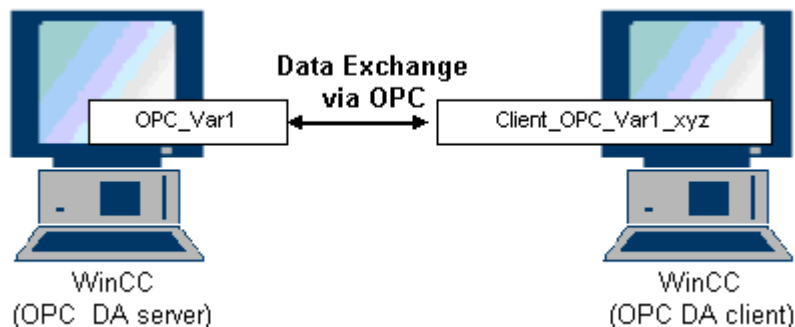 Data Exchange
via OPC
OPC_Var1
Client_OPC_Var1_xyz
WinCC
(OPC DA server)
WinCC
(OPC DA client)